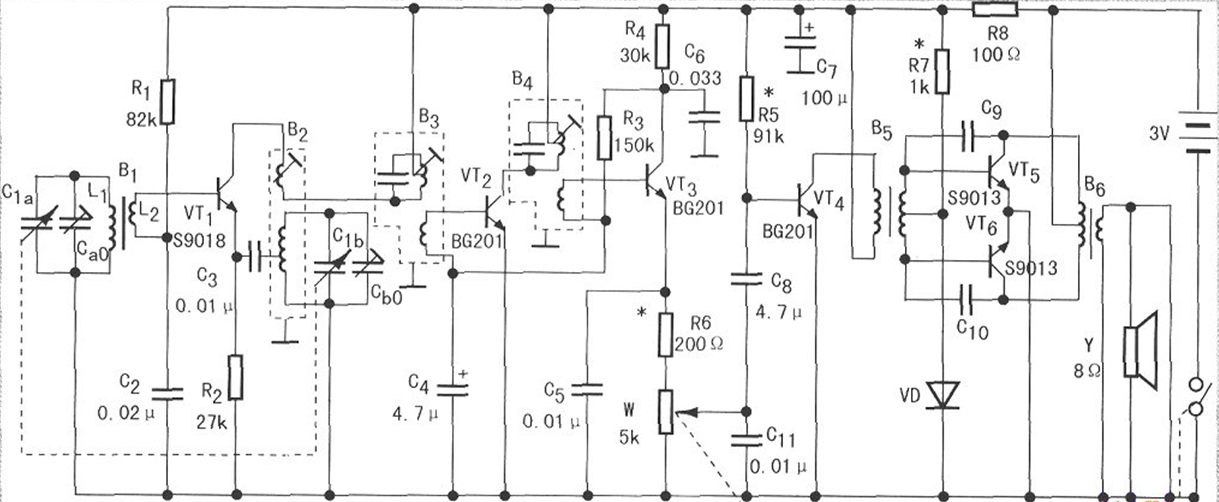 R1
82k
C1a
Ca0
L1
B1
L2
VT1
S9018
C3
0.01μ
C2
0.02μ
R2
27k
B2
C1b
Cb0
B3
C4
+
4.7μ
VT2
BG201
B4
R4
30k
C6
0.033
R3
150k
VT3
BG201
C5
0.01μ
*
R6
200Ω
W
5k
*
R5
91k
C8
4.7μ
C11
0.01μ
+
C7
100μ
VT4
BG201
B5
*
R7
1k
R8
100Ω
C9
VT5
S9013
VT6
S9013
C10
VD
B6
3V
Y
8Ω